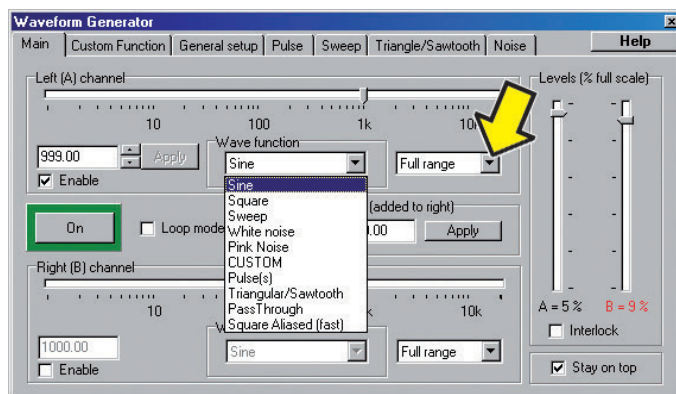 Waveform Generator
Main Custom Function General setup Pulse Sweep Triangle/Sawtooth Noise Help
Left (A) channel
Levels (% full scale)
10 100 1k
999.00 Apply
Wave function
Sine
Full range
Enable
Sine
Square
Sweep
White noise
Pink Noise
CUSTOM
Pulse(s)
Triangular/Sawtooth
PassThrough
Square Aliased (fast)
On
Loop mode
(added to right)
Apply
Right (B) channel
10 10k
A = 5 % B = 9 %
Interlock
1000.00
Sine
Full range
Enable
Stay on top